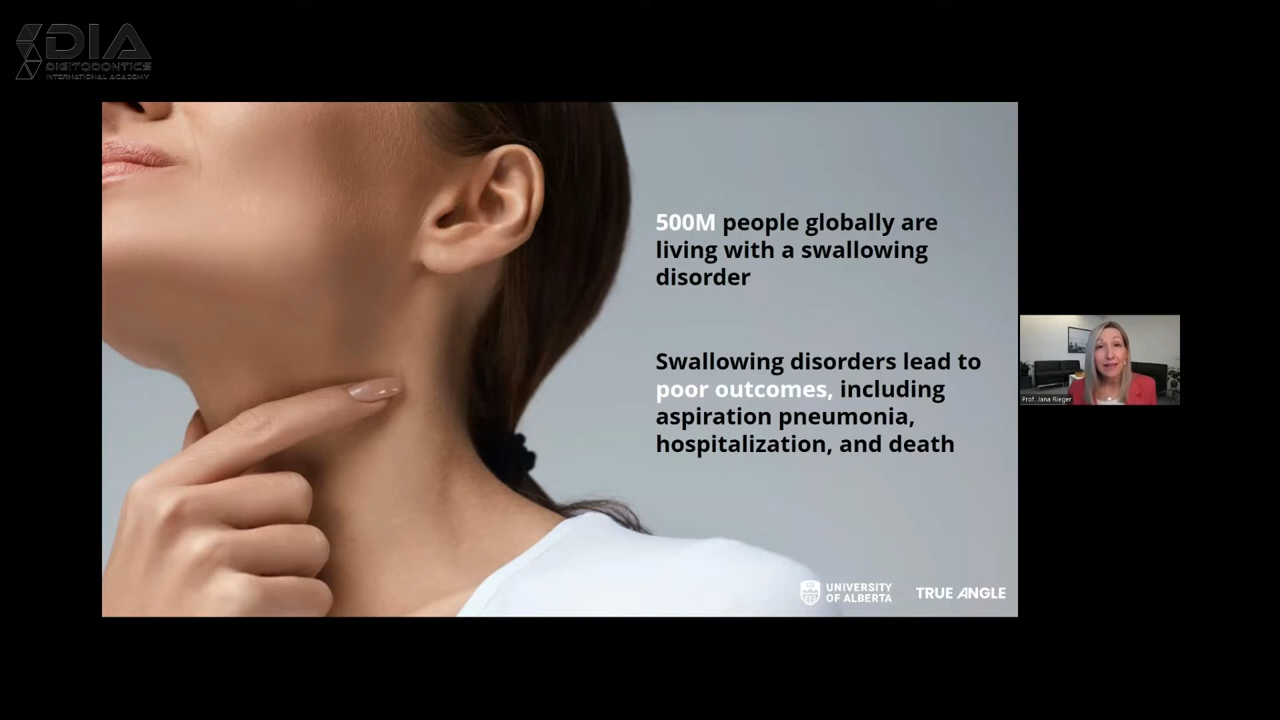 DIA
DIGITODONTICS
INTERNATIONAL ACADEMY
500M people globally are
living with a swallowing
disorder
Swallowing disorders lead to
poor outcomes, including
aspiration pneumonia,
hospitalization, and death
Prof. Jana Rieger
UNIVERSITY
OF ALBERTA
TRUE ANGLE